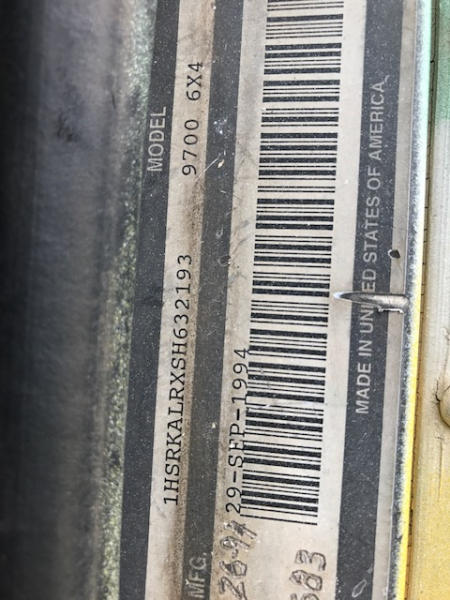 MODEL
1HSRKALRXSH632193 9700 6X4
MFG.
29-SEP-1994
MADE IN UNITED STATES OF AMERICA